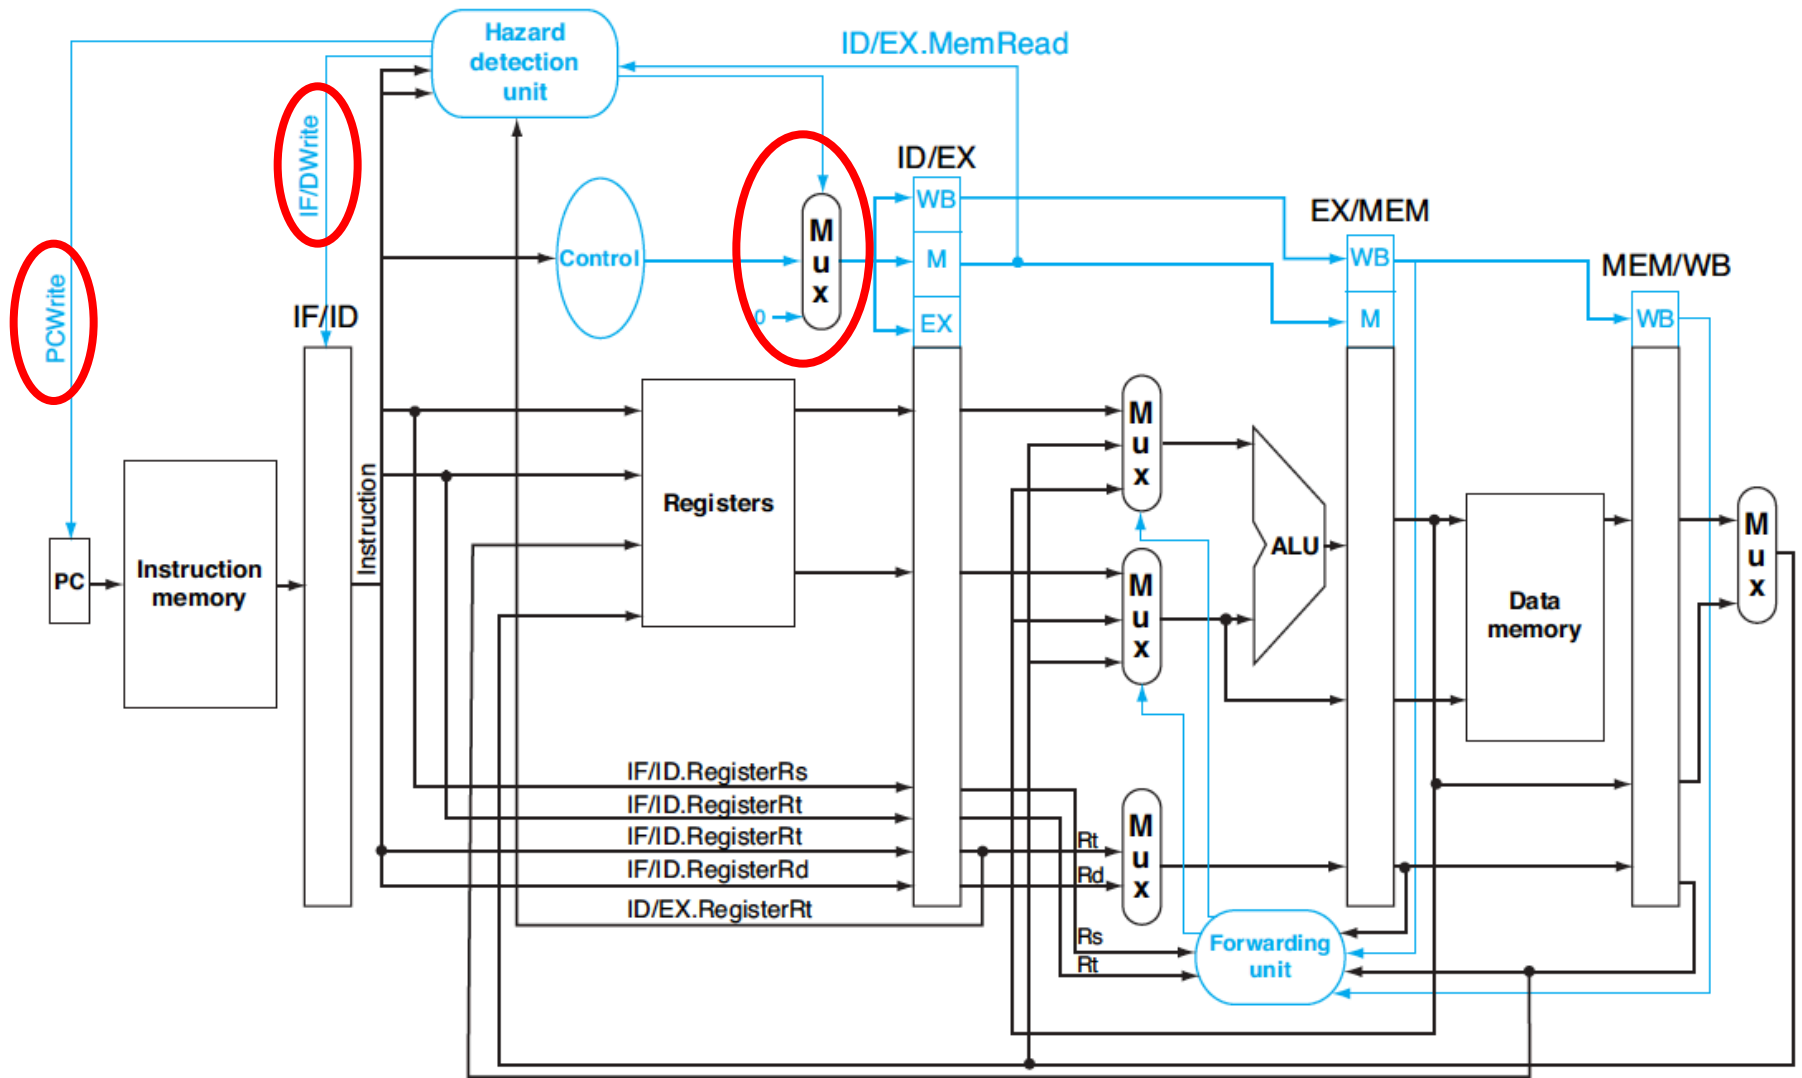 Hazard
detection
unit
ID/EX.MemRead
IF/DWrite
PCWrite
ID/EX
WB
M
EX
Control
M
u
x
0
EX/MEM
WB
M
MEM/WB
WB
IF/ID
Instruction
PC
Instruction
memory
Registers
M
u
x
M
u
x
ALU
Data
memory
M
u
x
IF/ID.RegisterRs
IF/ID.RegisterRt
IF/ID.RegisterRt
IF/ID.RegisterRd
ID/EX.RegisterRt
Rt
Rd
M
u
x
Rs
Rt
Forwarding
unit